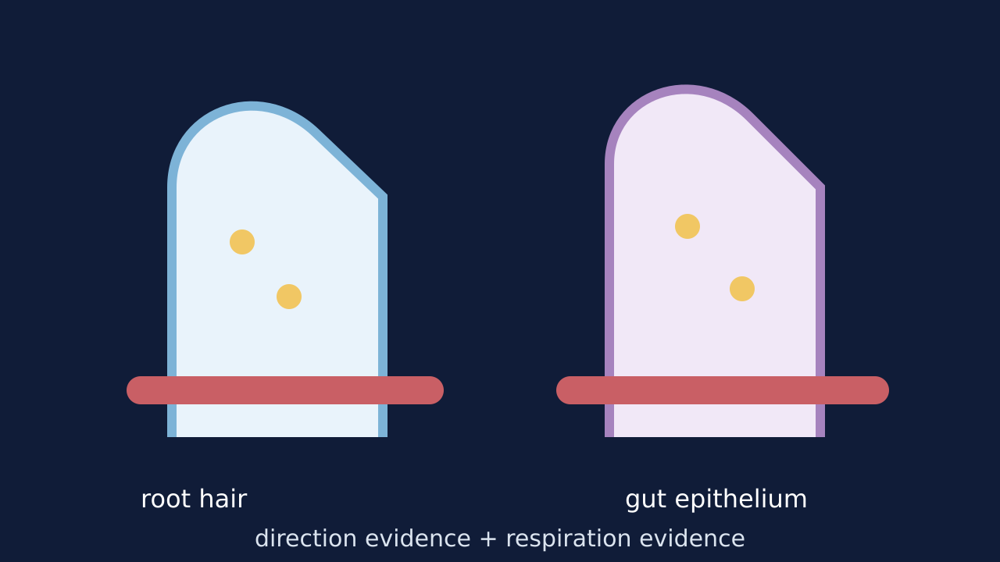 root hair
gut epithelium
direction evidence + respiration evidence